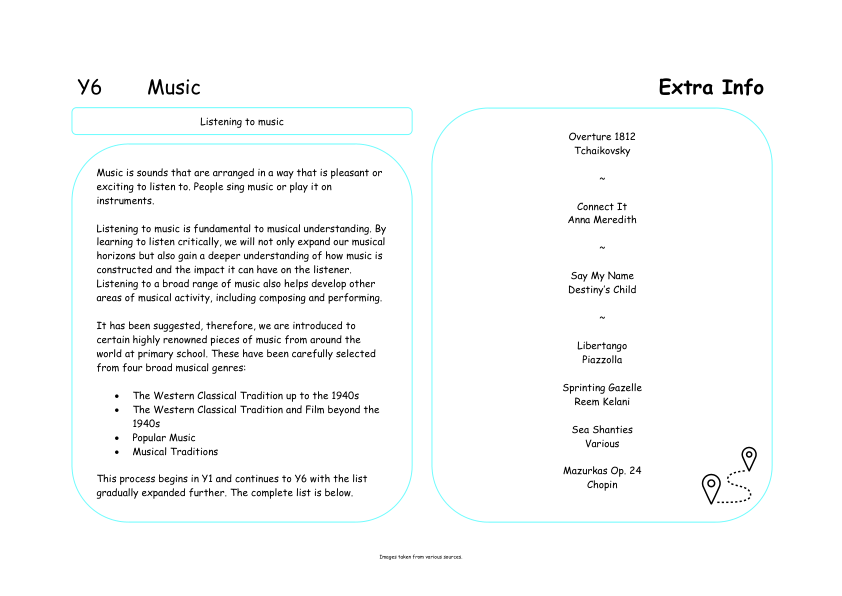 Y6 Music
Extra Info
Listening to music
Music is sounds that are arranged in a way that is pleasant or
exciting to listen to. People sing music or play it on
instruments.
Listening to music is fundamental to musical understanding. By
learning to listen critically, we will not only expand our musical
horizons but also gain a deeper understanding of how music is
constructed and the impact it can have on the listener.
Listening to a broad range of music also helps develop other
areas of musical activity, including composing and performing.
It has been suggested, therefore, we are introduced to
certain highly renowned pieces of music from around the
world at primary school. These have been carefully selected
from four broad musical genres:
• The Western Classical Tradition up to the 1940s
• The Western Classical Tradition and Film beyond the
1940s
• Popular Music
• Musical Traditions
This process begins in Y1 and continues to Y6 with the list
gradually expanded further. The complete list is below.
Overture 1812
Tchaikovsky
~
Connect It
Anna Meredith
~
Say My Name
Destiny's Child
~
Libertango
Piazzolla
Sprinting Gazelle
Reem Kelani
Sea Shanties
Various
Mazurkas Op. 24
Chopin
Images taken from various sources.